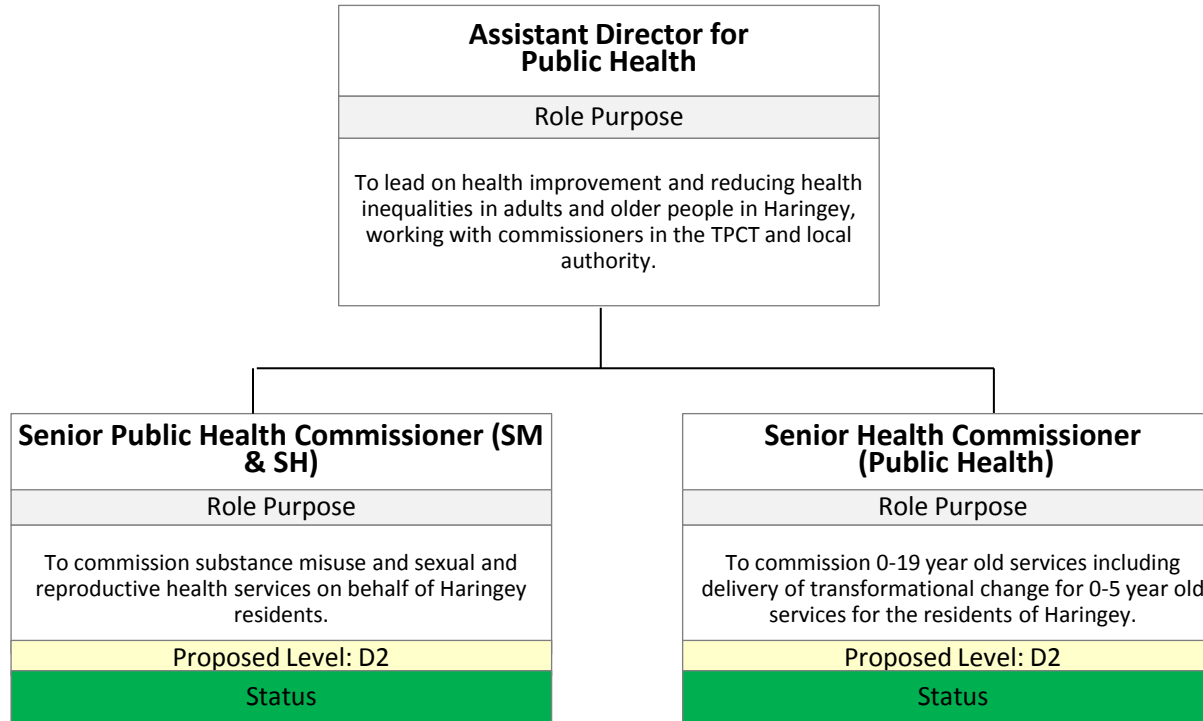 Assistant Director for
Public Health
Role Purpose
To lead on health improvement and reducing health
inequalities in adults and older people in Haringey,
working with commissioners in the TPCT and local
authority.
Senior Public Health Commissioner (SM
& SH)
Role Purpose
To commission substance misuse and sexual and
reproductive health services on behalf of Haringey
residents.
Proposed Level: D2
Status
Senior Health Commissioner
(Public Health)
Role Purpose
To commission 0-19 year old services including
delivery of transformational change for 0-5 year old
services for the residents of Haringey.
Proposed Level: D2
Status